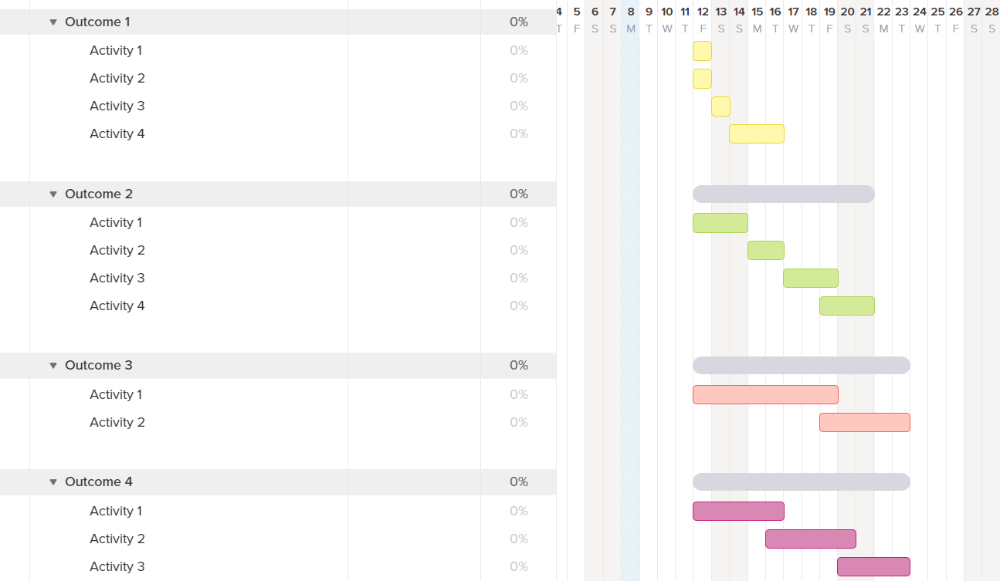 4 5 6 7 8 9 10 11 12 13 14 15 16 17 18 19 20 21 22 23 24 25 26 27 28
Outcome 1 0%
T F S S M T W T F S S M T W T F S S M T W T F S S
Activity 1 0%
Activity 2 0%
Activity 3 0%
Activity 4 0%
Outcome 2 0%
Activity 1 0%
Activity 2 0%
Activity 3 0%
Activity 4 0%
Outcome 3 0%
Activity 1 0%
Activity 2 0%
Outcome 4 0%
Activity 1 0%
Activity 2 0%
Activity 3 0%